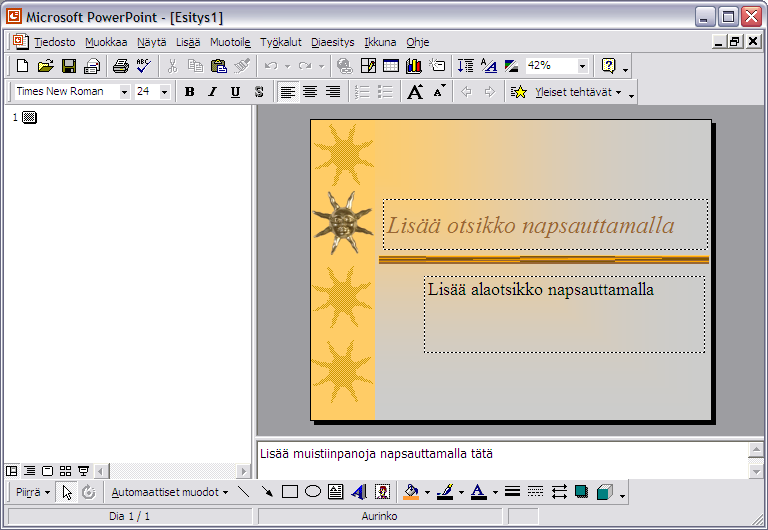 Microsoft PowerPoint - [Esitys1]
Tiedosto Muokkaa Näytä Lisää Muotoile Työkalut Diaesitys Ikkuna Ohje
ABC 42% ?
Times New Roman 24 B I U S A A Yleiset tehtävät
1
Lisää otsikko napsauttamalla
Lisää alaotsikko napsauttamalla
Lisää muistiinpanoja napsauttamalla tätä
Piirrä Automaattiset muodot A A
Dia 1 / 1 Aurinko